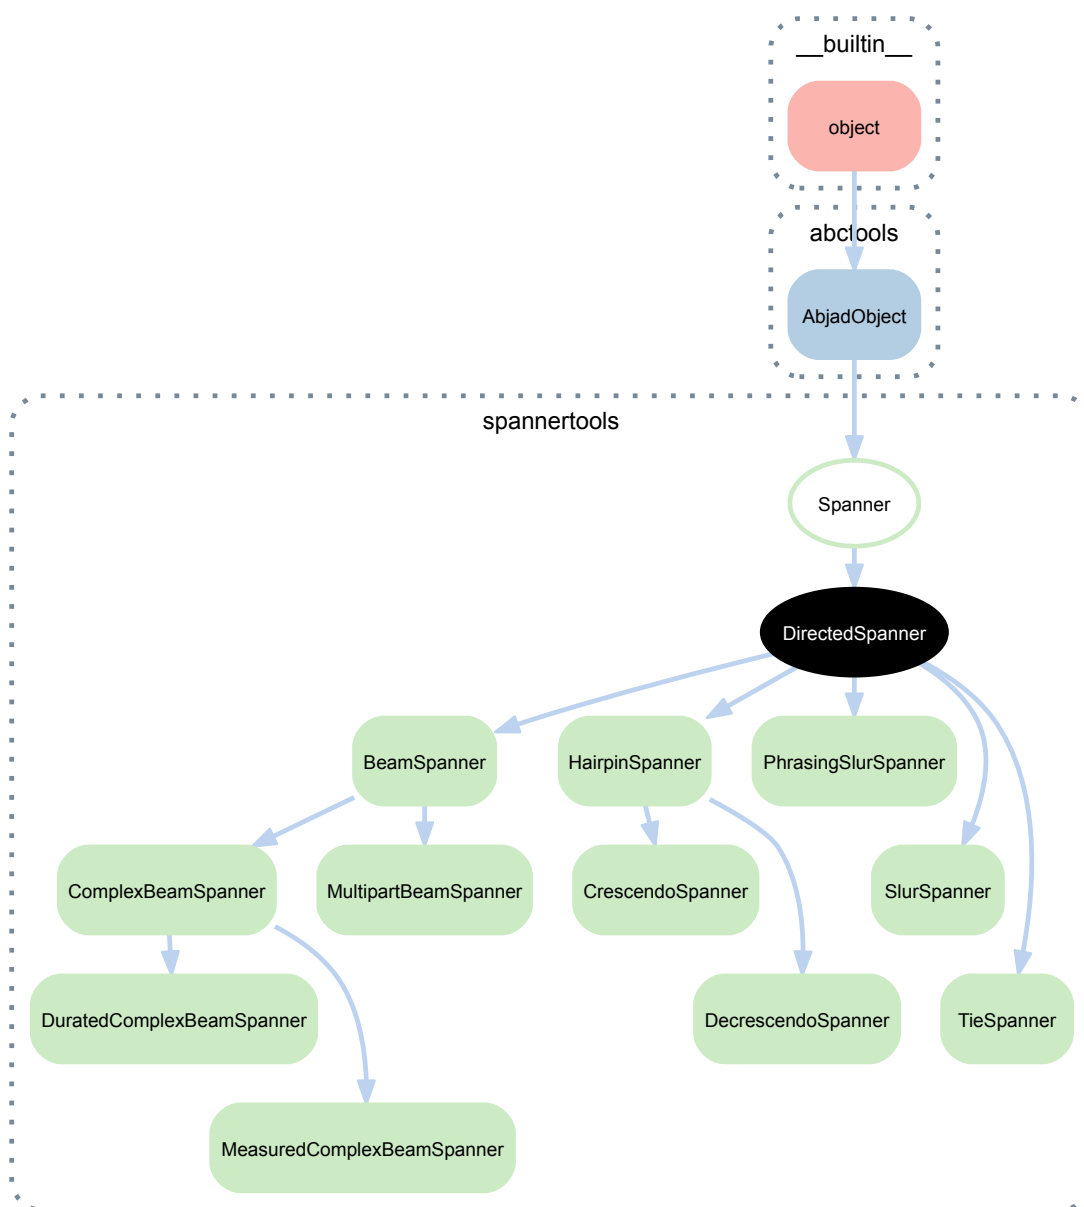 __builtin__
object
abctools
AbjadObject
spannertools
Spanner
DirectedSpanner
BeamSpanner
HairpinSpanner
PhrasingSlurSpanner
ComplexBeamSpanner
MultipartBeamSpanner
CrescendoSpanner
SlurSpanner
DuratedComplexBeamSpanner
DecrescendoSpanner
TieSpanner
MeasuredComplexBeamSpanner